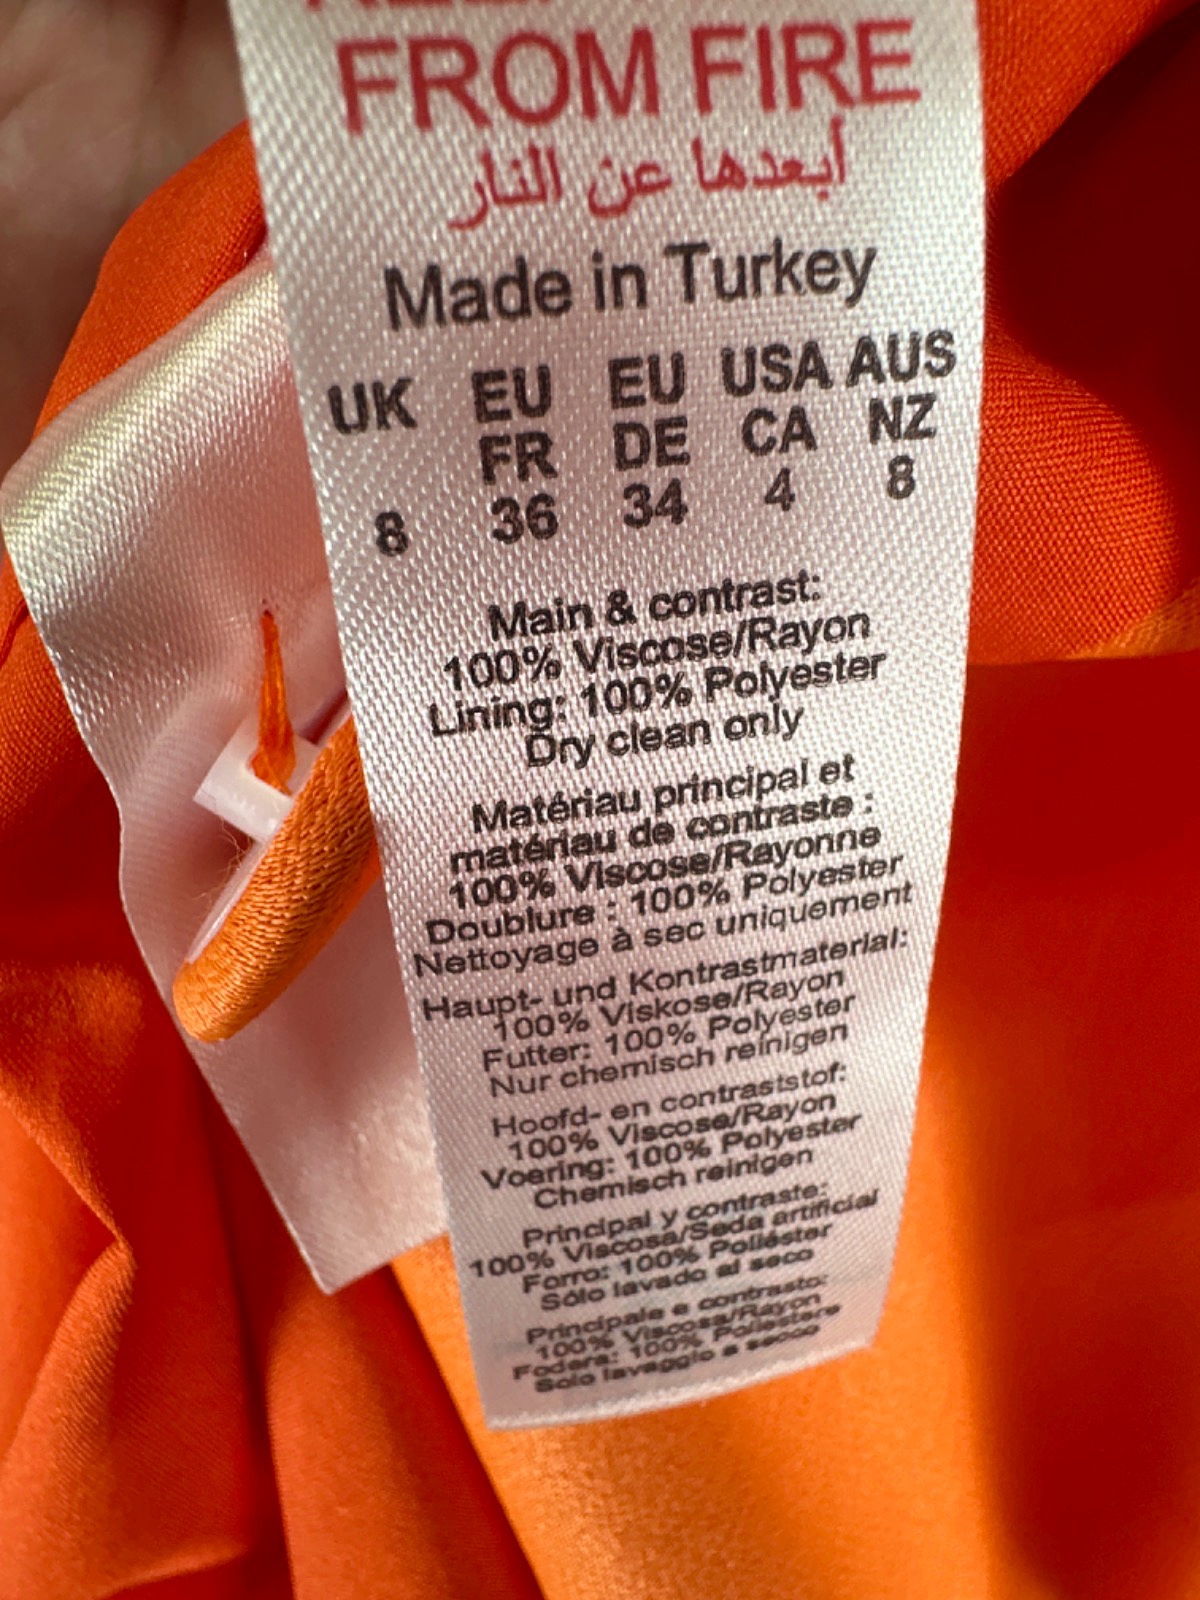 FROM FIRE
أبعدها عن النار
Made in Turkey
UK EU EU USA AUS
FR DE CA NZ
8 36 34 4 8
Main & contrast:
100% Viscose/Rayon
Lining: 100% Polyester
Dry clean only
Matériau principal et
matériau de contraste :
100% Viscose/Rayonne
Doublure : 100% Polyester
Nettoyage à sec uniquement
Haupt- und Kontrastmaterial:
100% Viskose/Rayon
Futter: 100% Polyester
Nur chemisch reinigen
Hoofd- en contraststof:
100% Viscose/Rayon
Voering: 100% Polyester
Chemisch reinigen
Principal y contraste:
100% Viscosa/Seda artificial
Forro: 100% Poliéster
Sólo lavado al seco
Principale e contrasto:
100% Viscosa/Rayon
Fodera: 100% Poliestere
Solo lavaggio a secco